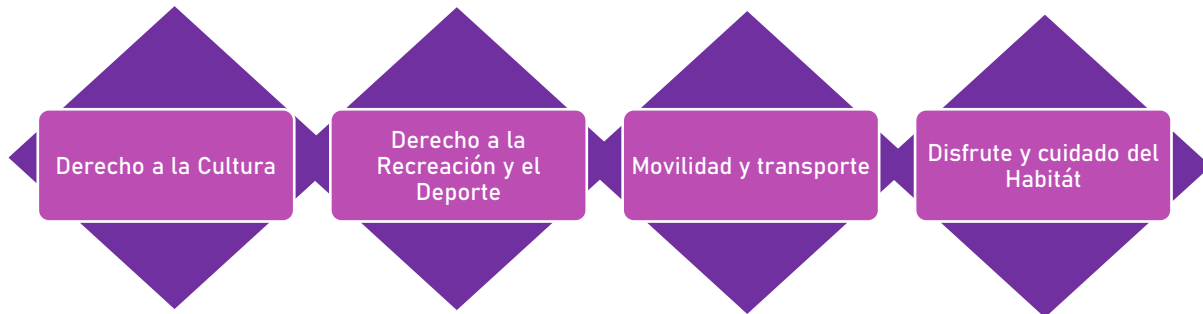 Derecho a la Cultura
Derecho a la
Recreación y el
Deporte
Movilidad y transporte
Disfrute y cuidado del
Habitát